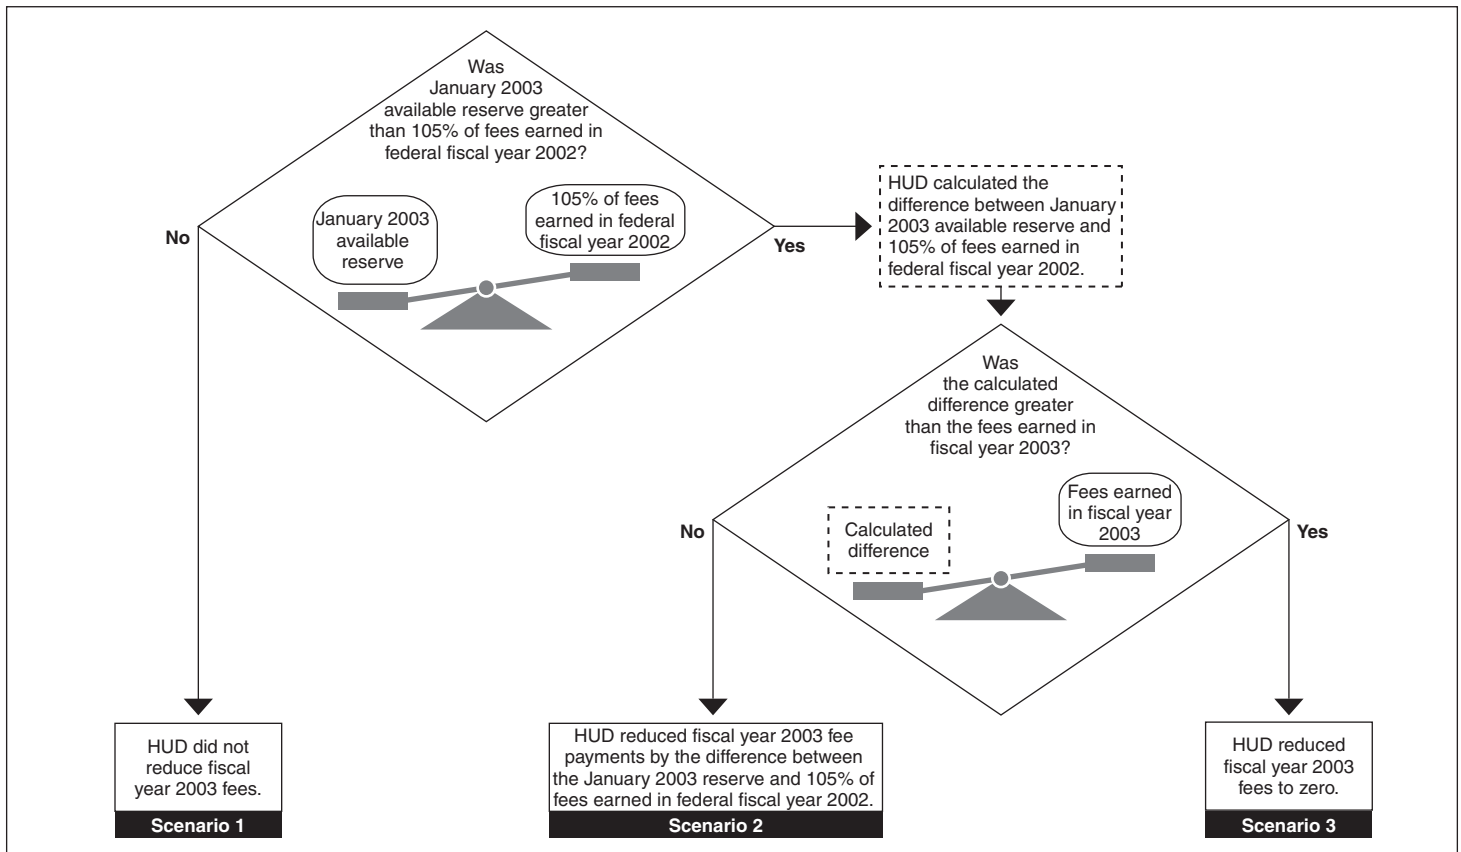 Was
January 2003
available reserve greater
than 105% of fees earned in
federal fiscal year 2002?
January 2003
available
reserve
105% of fees
earned in federal
fiscal year 2002
No
Yes
HUD calculated the
difference between January
2003 available reserve and
105% of fees earned in
federal fiscal year 2002.
Was
the calculated
difference greater
than the fees earned in
fiscal year 2003?
Calculated
difference
Fees earned
in fiscal year
2003
No
Yes
HUD did not
reduce fiscal
year 2003 fees.
Scenario 1
HUD reduced fiscal year 2003 fee
payments by the difference between
the January 2003 reserve and 105% of
fees earned in federal fiscal year 2002.
Scenario 2
HUD reduced
fiscal year 2003
fees to zero.
Scenario 3